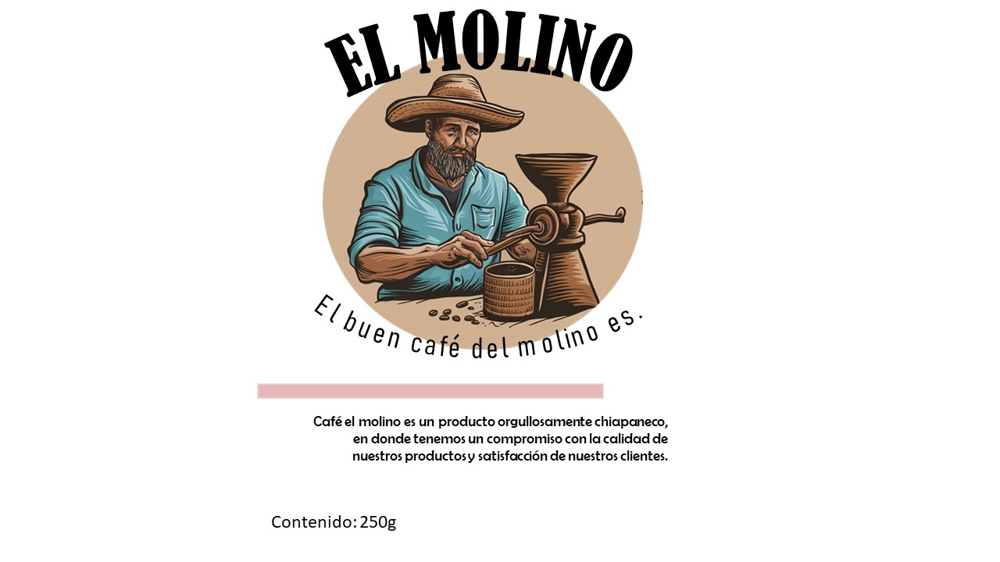 EL MOLINO
El buen café del molino es.
Café el molino es un producto orgullosamente chiapaneco,
en donde tenemos un compromiso con la calidad de
nuestros productos y satisfacción de nuestros clientes.
Contenido: 250g